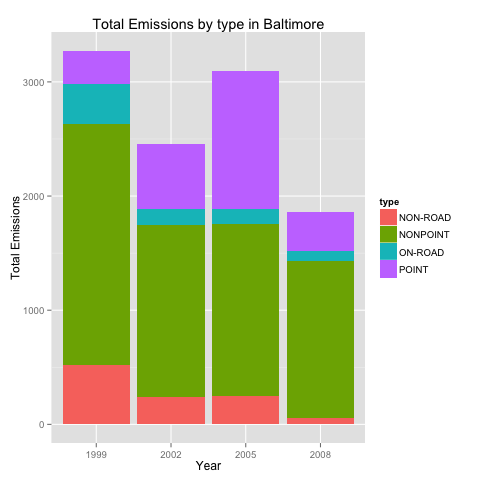 Total Emissions by type in Baltimore
Total Emissions
3000
2000
1000
0
1999 2002 2005 2008
Year
type
NON-ROAD
NONPOINT
ON-ROAD
POINT